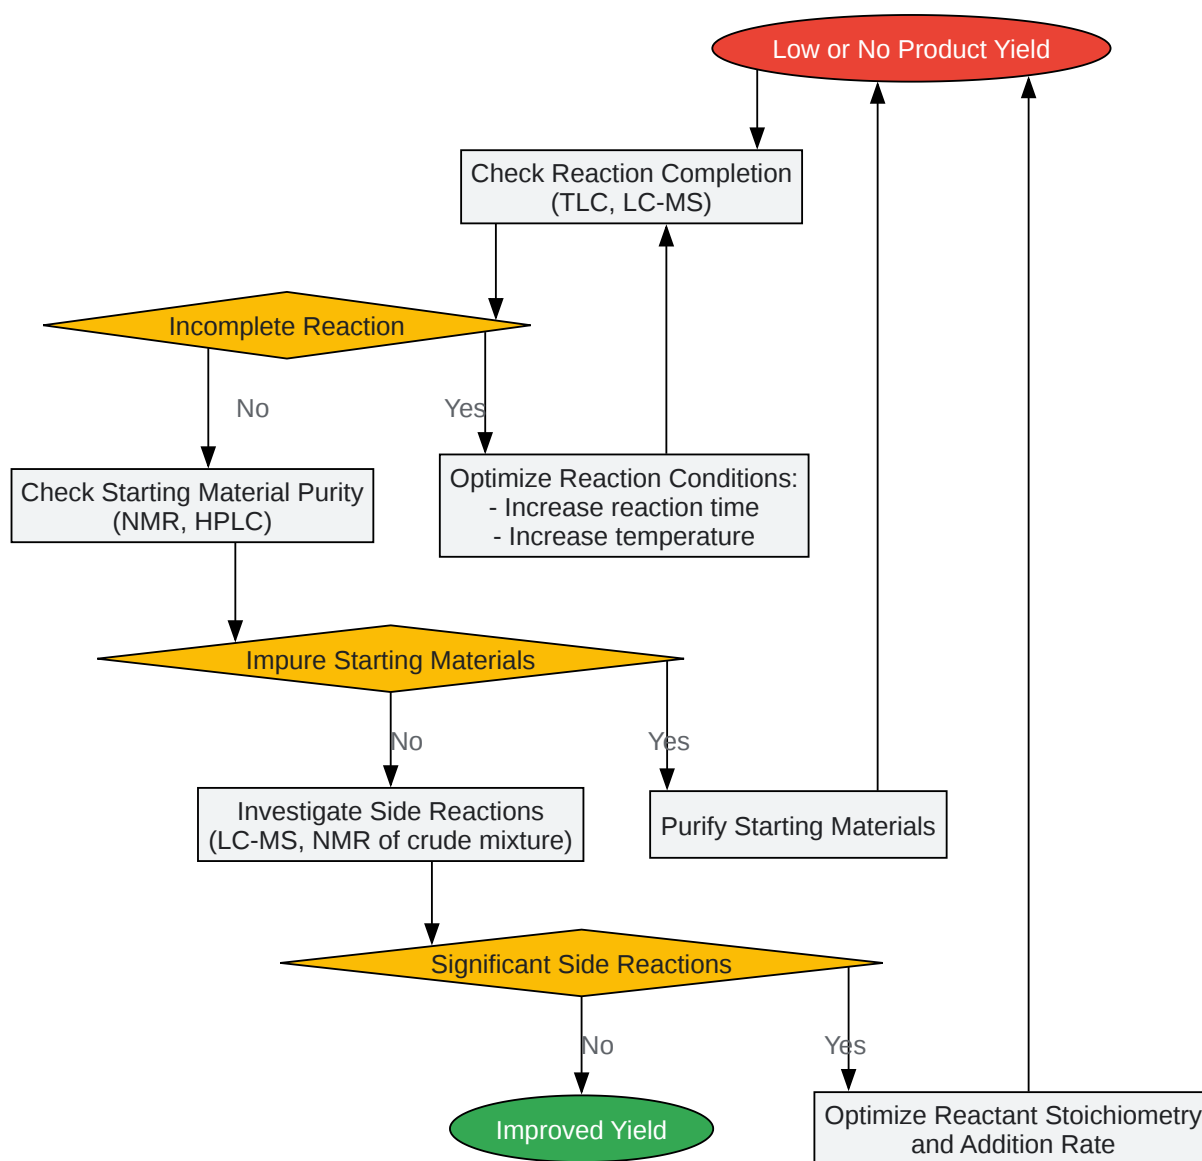 Low or No Product Yield
Check Reaction Completion
(TLC, LC-MS)
Incomplete Reaction
No
Yes
Check Starting Material Purity
(NMR, HPLC)
Optimize Reaction Conditions:
- Increase reaction time
- Increase temperature
Impure Starting Materials
No
Yes
Investigate Side Reactions
(LC-MS, NMR of crude mixture)
Purify Starting Materials
Significant Side Reactions
No
Yes
Improved Yield
Optimize Reactant Stoichiometry
and Addition Rate